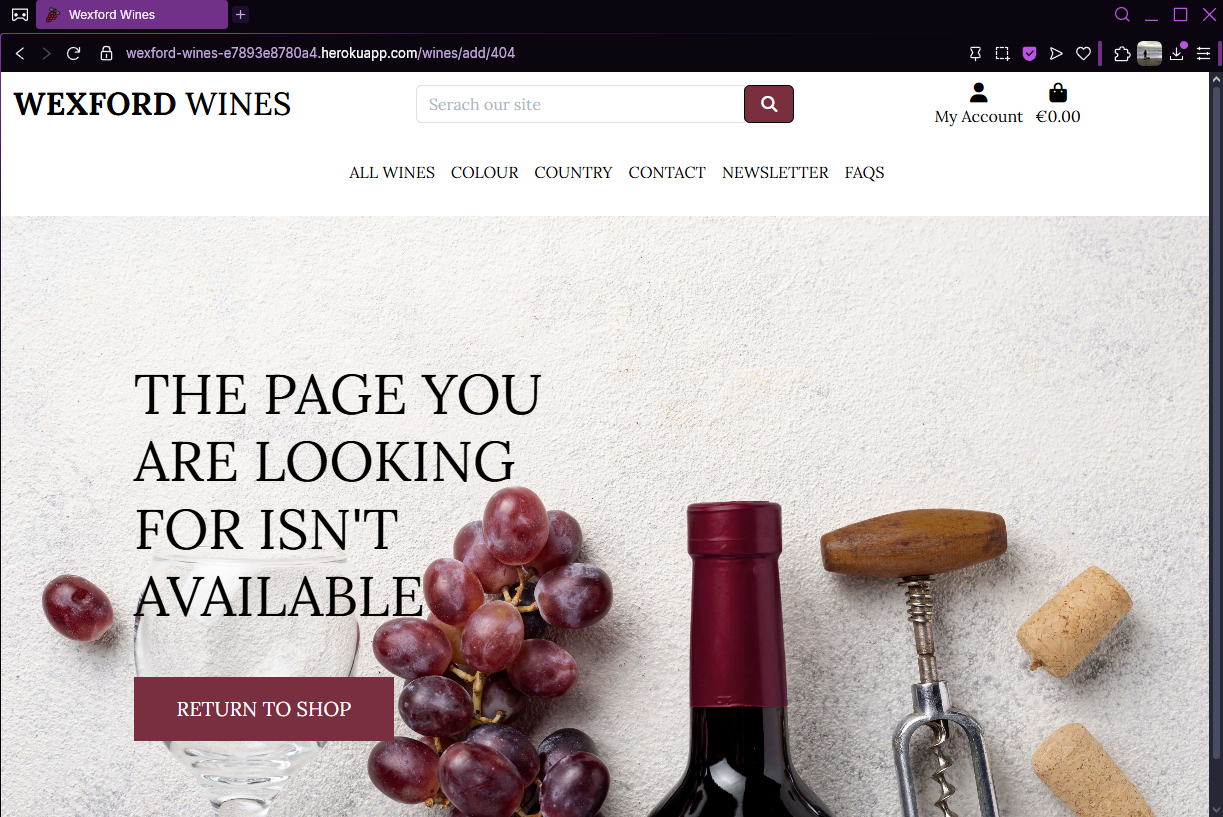 Wexford Wines
wexford-wines-e7893e8780a4.herokuapp.com/wines/add/404
WEXFORD WINES
Serach our site
My Account
€0.00
ALL WINES COLOUR COUNTRY CONTACT NEWSLETTER FAQS
THE PAGE YOU
ARE LOOKING
FOR ISN'T
AVAILABLE
RETURN TO SHOP